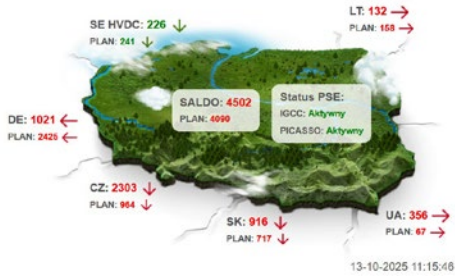 SE HVDC: 226 ↓
PLAN: 241 ↓
LT: 132 →
PLAN: 158 →
SALDO: 4502
PLAN: 4099
Status PSE:
IGCC: Aktywny
PICASSO: Aktywny
DE: 1021 ←
PLAN: 2425 ←
CZ: 2303 ↓
PLAN: 964 ↓
SK: 916 ↓
PLAN: 717 ↓
UA: 356 →
PLAN: 67 →
13-10-2025 11:15:46